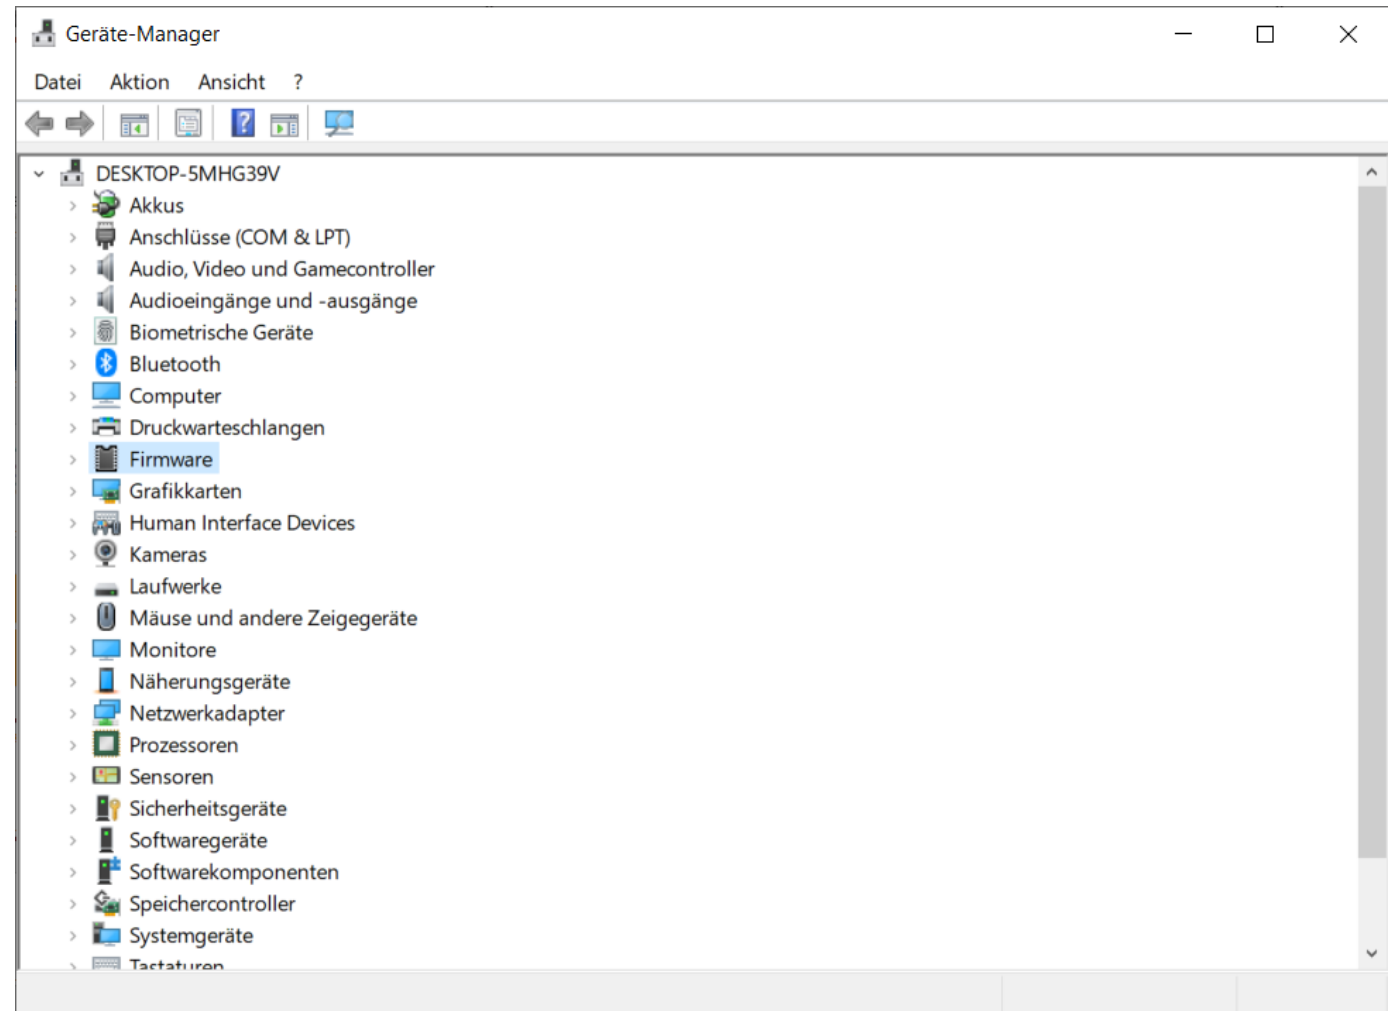 Geräte-Manager
Datei Aktion Ansicht ?
DESKTOP-5MHG39V
Akkus
Anschlüsse (COM & LPT)
Audio, Video und Gamecontroller
Audioeingänge und -ausgänge
Biometrische Geräte
Bluetooth
Computer
Druckwarteschlangen
Firmware
Grafikkarten
Human Interface Devices
Kameras
Laufwerke
Mäuse und andere Zeigegeräte
Monitore
Näherungsgeräte
Netzwerkadapter
Prozessoren
Sensoren
Sicherheitsgeräte
Softwaregeräte
Softwarekomponenten
Speichercontroller
Systemgeräte
Tastaturen